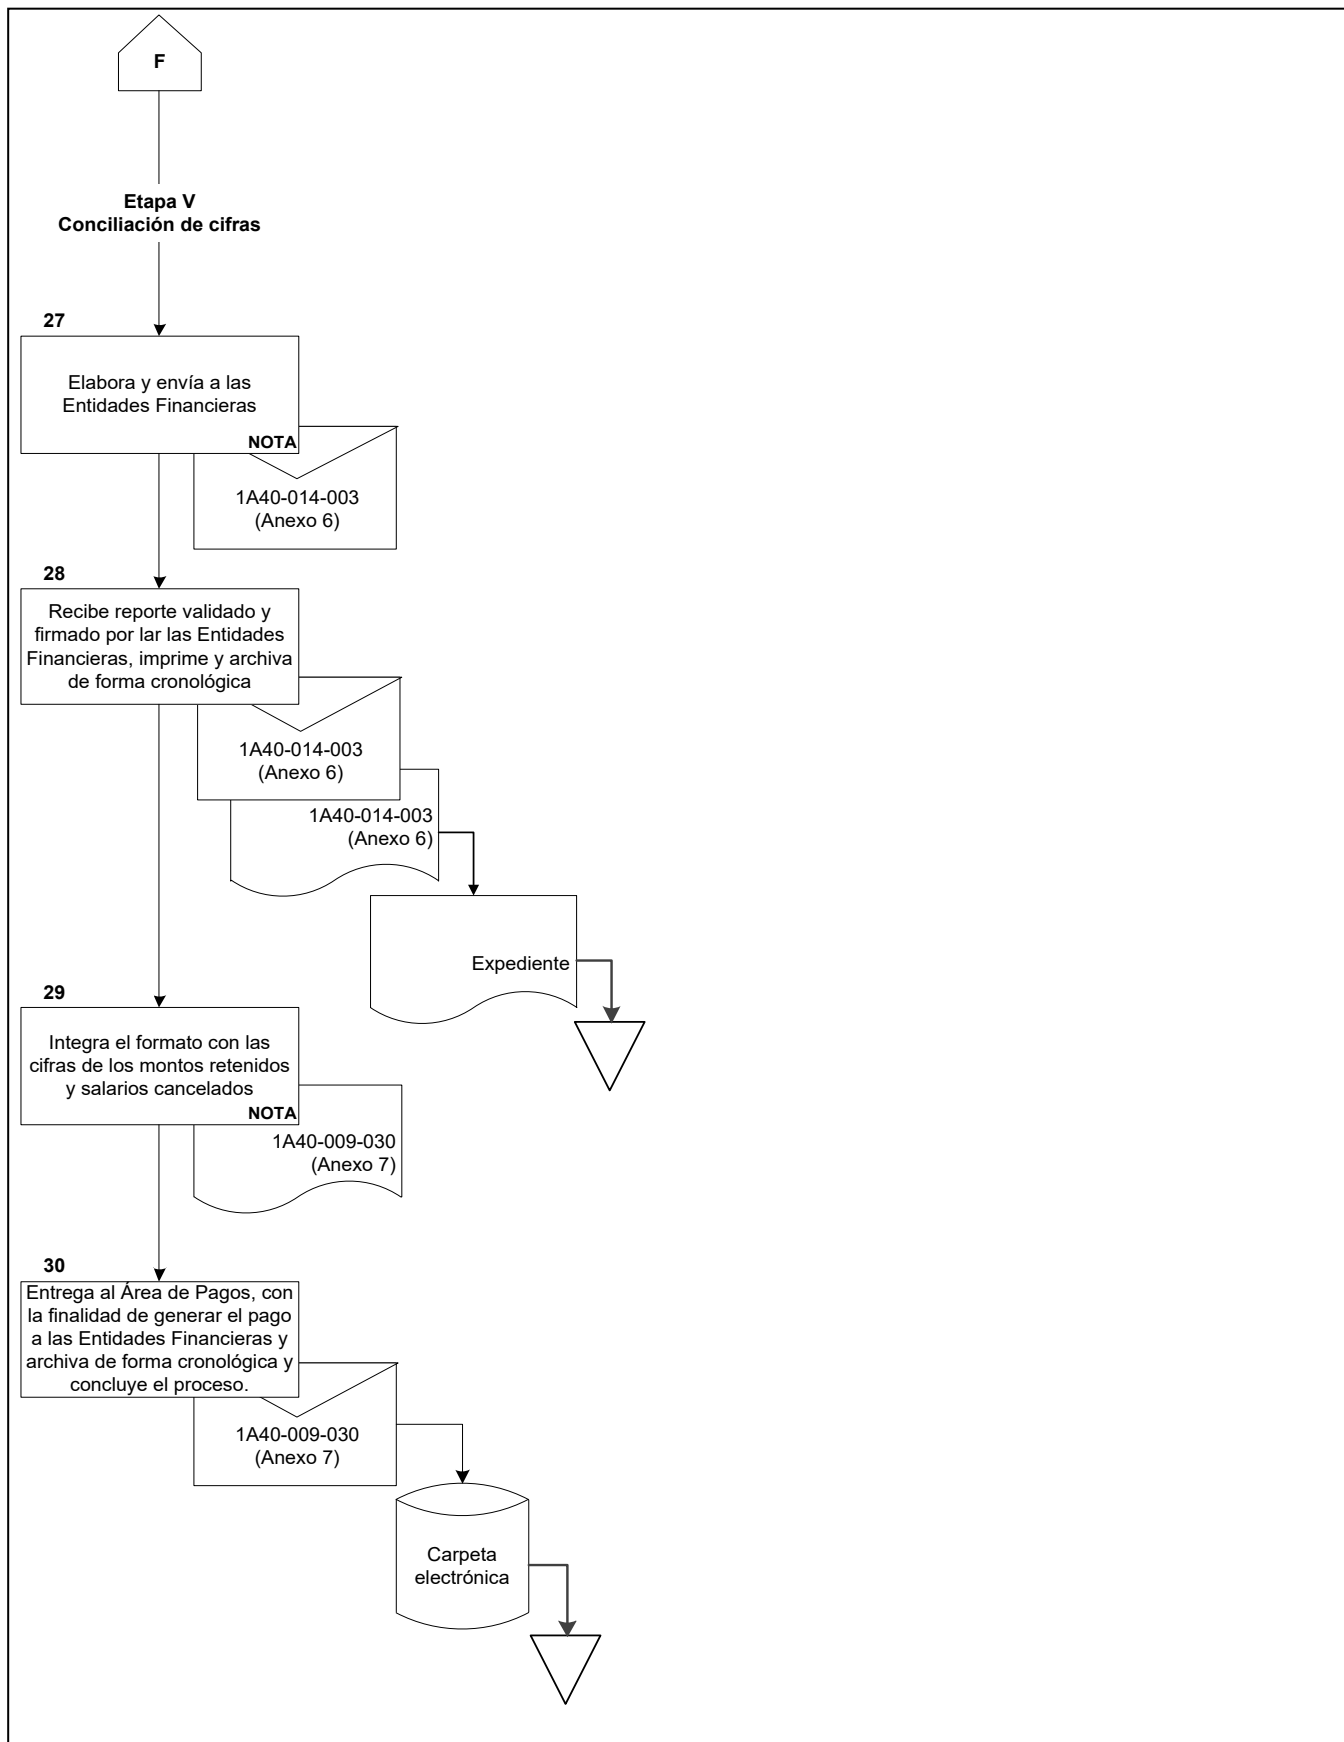 F
Etapa V
Conciliación de cifras
27
Elabora y envía a las
Entidades Financieras
NOTA
1A40-014-003
(Anexo 6)
28
Recibe reporte validado y
firmado por lar las Entidades
Financieras, imprime y archiva
de forma cronológica
1A40-014-003
(Anexo 6)
1A40-014-003
(Anexo 6)
Expediente
29
Integra el formato con las
cifras de los montos retenidos
y salarios cancelados
NOTA
1A40-009-030
(Anexo 7)
30
Entrega al Área de Pagos, con
la finalidad de generar el pago
a las Entidades Financieras y
archiva de forma cronológica y
concluye el proceso.
1A40-009-030
(Anexo 7)
Carpeta
electrónica